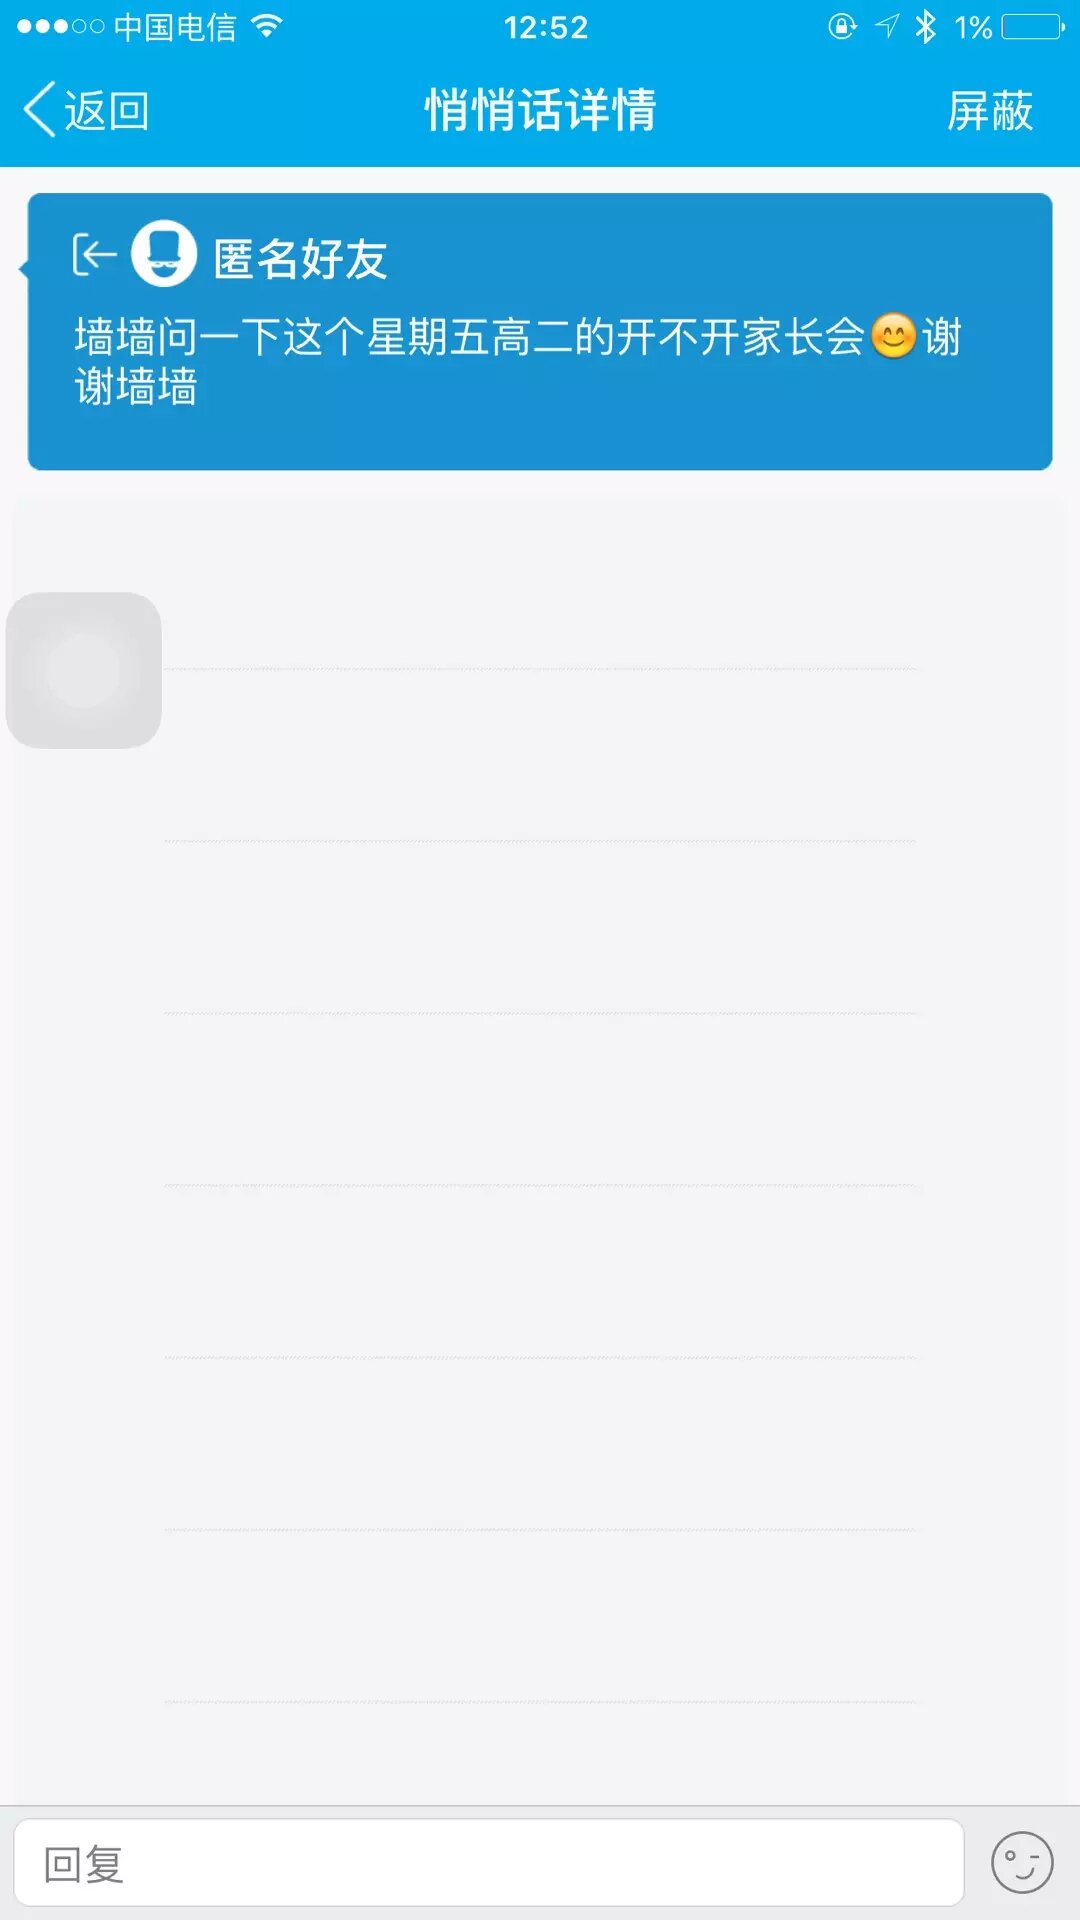 中国电信 12:52 1%
返回 悄悄话详情 屏蔽
匿名好友
墙墙问一下这个星期五高二的开不开家长会😊谢
谢墙墙
回复